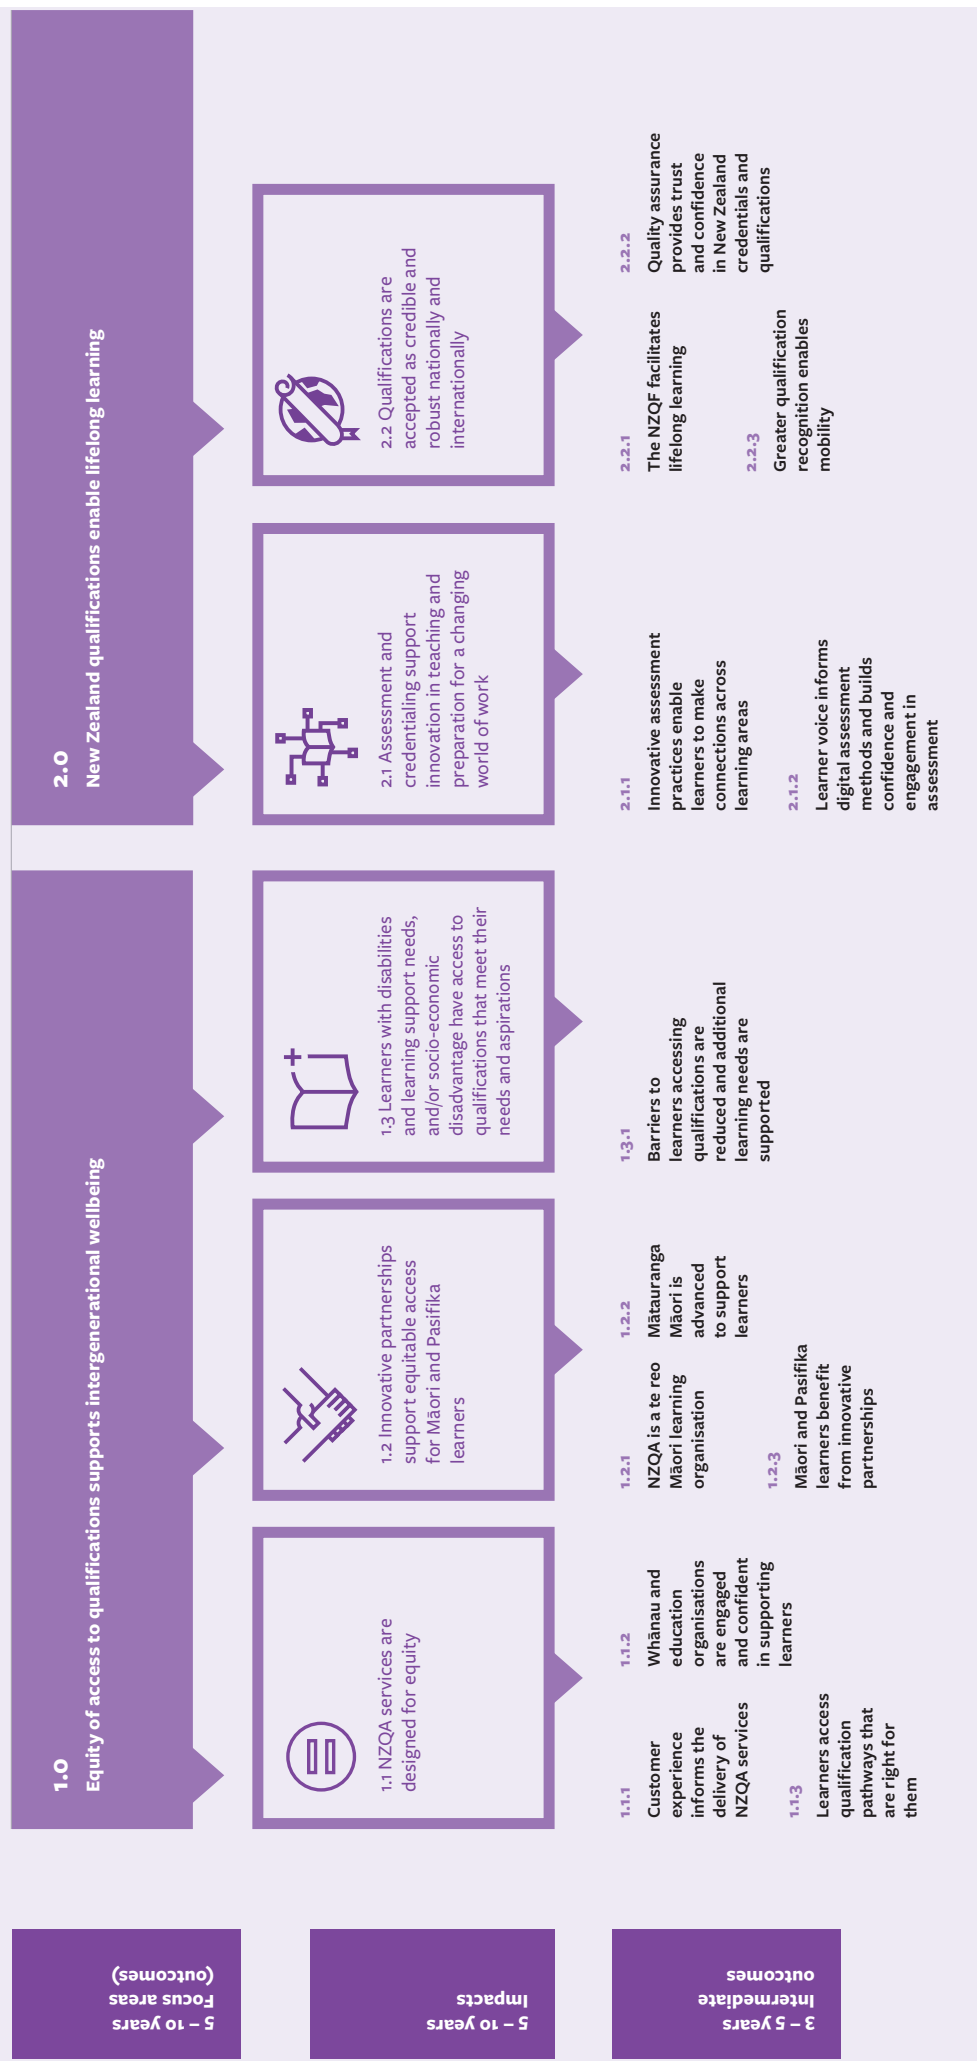 5 – 10 years
Focus areas
(outcomes)
1.0
Equity of access to qualifications supports intergenerational wellbeing
2.0
New Zealand qualifications enable lifelong learning
5 – 10 years
Impacts
1.1 NZQA services are
designed for equity
1.2 Innovative partnerships
support equitable access
for Māori and Pasifika
learners
1.3 Learners with disabilities
and learning support needs,
and/or socio-economic
disadvantage have access to
qualifications that meet their
needs and aspirations
2.1 Assessment and
credentialing support
innovation in teaching and
preparation for a changing
world of work
2.2 Qualifications are
accepted as credible and
robust nationally and
internationally
3 – 5 years
Intermediate
outcomes
1.1.1
Customer
experience
informs the
delivery of
NZQA services
1.1.2
Whānau and
education
organisations
are engaged
and confident
in supporting
learners
1.1.3
Learners access
qualification
pathways that
are right for
them
1.2.1
NZQA is a te reo
Māori learning
organisation
1.2.2
Mātauranga
Māori is
advanced
to support
learners
1.2.3
Māori and Pasifika
learners benefit
from innovative
partnerships
1.3.1
Barriers to
learners accessing
qualifications are
reduced and additional
learning needs are
supported
2.1.1
Innovative assessment
practices enable
learners to make
connections across
learning areas
2.1.2
Learner voice informs
digital assessment
methods and builds
confidence and
engagement in
assessment
2.2.1
The NZQF facilitates
lifelong learning
2.2.2
Quality assurance
provides trust
and confidence
in New Zealand
credentials and
qualifications
2.2.3
Greater qualification
recognition enables
mobility